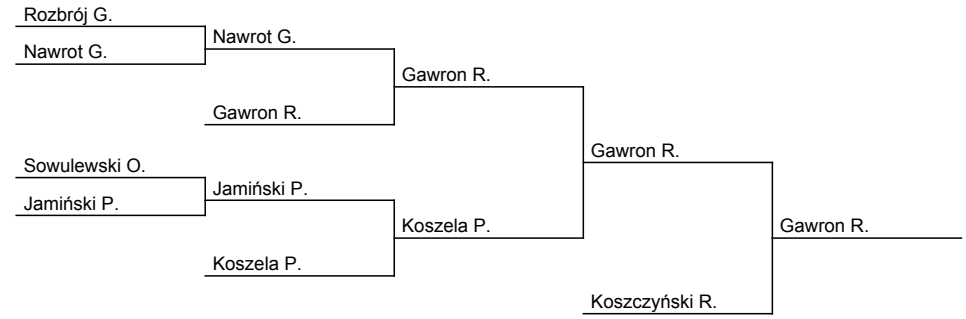 Rozbrój G.
Nawrot G.
Nawrot G.
Gawron R.
Gawron R.
Sowulewski O.
Jamiński P.
Jamiński P.
Koszela P.
Koszela P.
Gawron R.
Koszczyński R.
Gawron R.